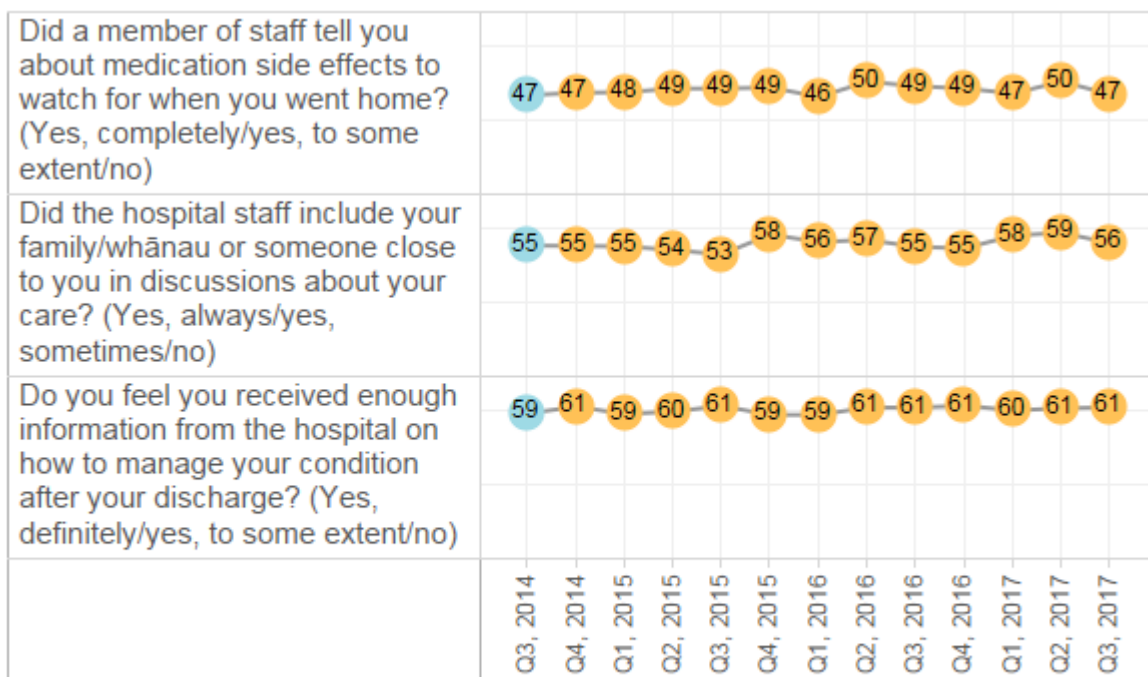 Did a member of staff tell you
about medication side effects to
watch for when you went home?
(Yes, completely/yes, to some
extent/no)
47 47 48 49 49 49 46 50 49 49 47 50 47
Did the hospital staff include your
family/whānau or someone close
to you in discussions about your
care? (Yes, always/yes,
sometimes/no)
55 55 55 54 53 58 56 57 55 55 58 59 56
Do you feel you received enough
information from the hospital on
how to manage your condition
after your discharge? (Yes,
definitely/yes, to some extent/no)
59 61 59 60 61 59 59 61 61 61 60 61 61
Q3, 2014
Q4, 2014
Q1, 2015
Q2, 2015
Q3, 2015
Q4, 2015
Q1, 2016
Q2, 2016
Q3, 2016
Q4, 2016
Q1, 2017
Q2, 2017
Q3, 2017